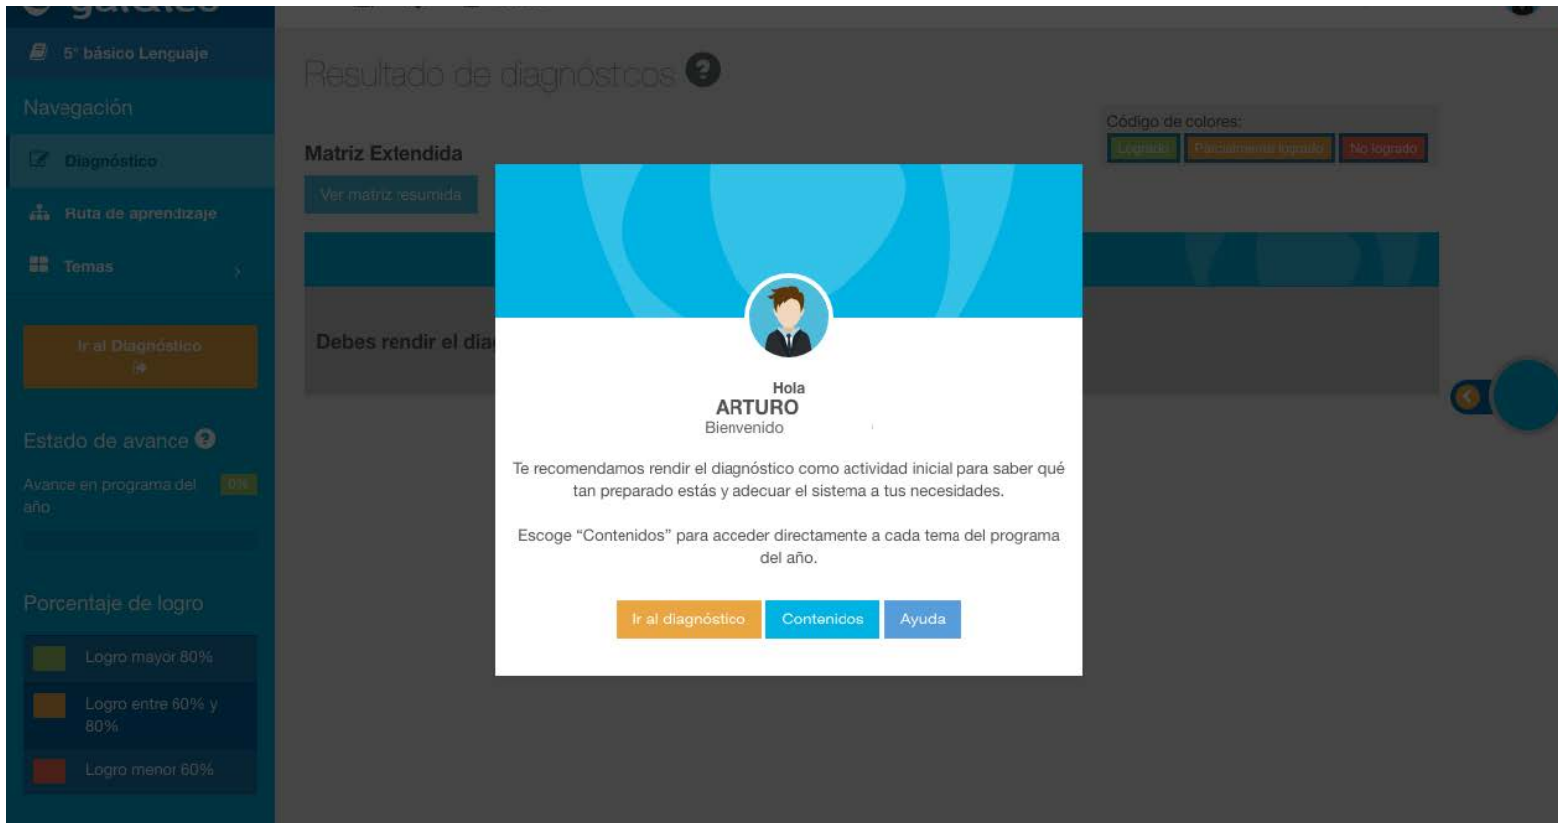 5° básico Lenguaje
Navegación
Diagnóstico
Ruta de aprendizaje
Temas
Ir al Diagnóstico
Estado de avance ?
Avance en programa del 0%
año
Porcentaje de logro
Logro mayor 80%
Logro entre 60% y
80%
Logro menor 60%
Resultado de diagnóstcos ?
Código de colores:
Logrado Parcialmente logrado No logrado
Matriz Extendida
Ver matriz resumida
Debes rendir el dia
Hola
ARTURO
Bienvenido
Te recomendamos rendir el diagnóstico como actividad inicial para saber qué
tan preparado estás y adecuar el sistema a tus necesidades.
Escoge “Contenidos” para acceder directamente a cada tema del programa
del año.
Ir al diagnóstico Contenidos Ayuda